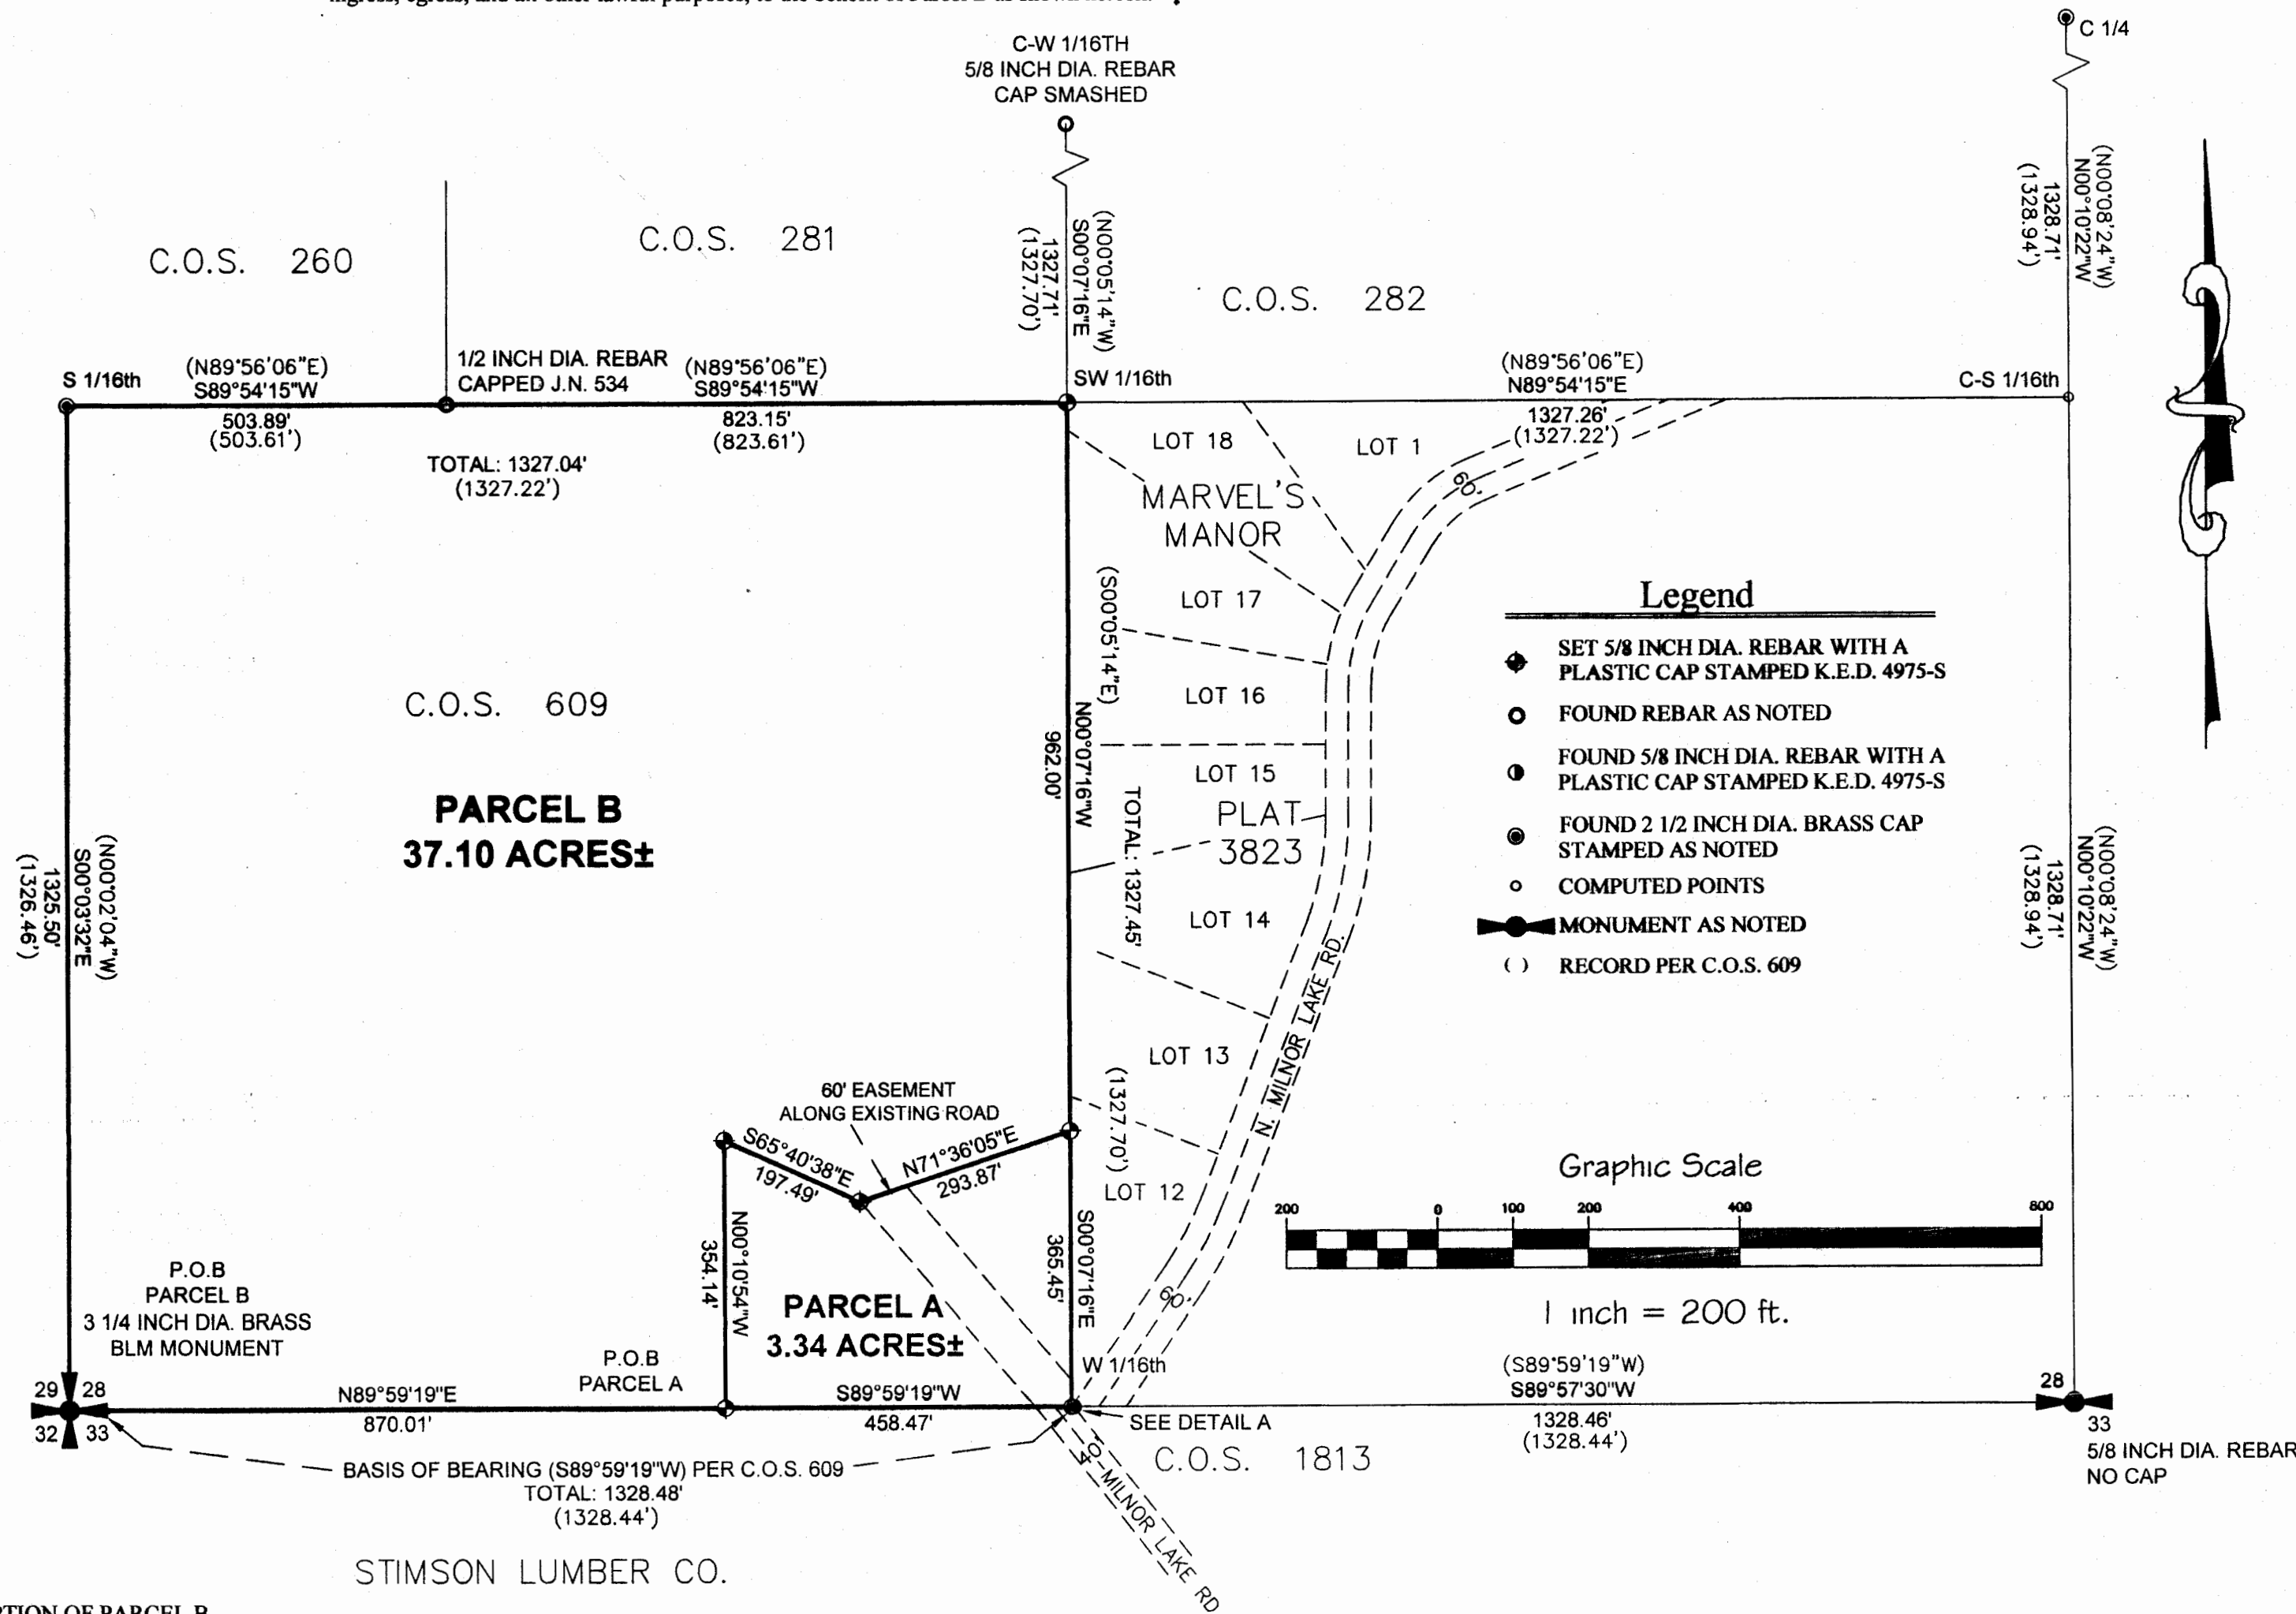 C 1/4
C-W 1/16TH
5/8 INCH DIA. REBAR
CAP SMASHED
(N00°08'24"W)
N00°10'22"W
1328.71'
(1328.94')
(N00°05'14"W)
S00°07'16"E
1327.71'
(1327.70')
C.O.S. 260
C.O.S. 281
C.O.S. 282
S 1/16th
(N89°56'06"E)
S89°54'15"W
503.89'
(503.61')
1/2 INCH DIA. REBAR
CAPPED J.N. 534
(N89°56'06"E)
S89°54'15"W
823.15'
(823.61')
TOTAL: 1327.04'
(1327.22')
SW 1/16th
(N89°56'06"E)
N89°54'15"E
1327.26'
(1327.22')
C-S 1/16th
LOT 18
LOT 1
60'
MARVEL'S
MANOR
LOT 17
(S00°05'14"E)
LOT 16
LOT 15
PLAT
3823
LOT 14
LOT 13
LOT 12
N00°07'16"W
962.00'
TOTAL: 1327.45'
(1327.70')
N. MILNOR LAKE RD.
60'
Legend
SET 5/8 INCH DIA. REBAR WITH A
PLASTIC CAP STAMPED K.E.D. 4975-S
FOUND REBAR AS NOTED
FOUND 5/8 INCH DIA. REBAR WITH A
PLASTIC CAP STAMPED K.E.D. 4975-S
FOUND 2 1/2 INCH DIA. BRASS CAP
STAMPED AS NOTED
COMPUTED POINTS
MONUMENT AS NOTED
( ) RECORD PER C.O.S. 609
(N00°08'24"W)
N00°10'22"W
1328.71'
(1328.94')
C.O.S. 609
PARCEL B
37.10 ACRES±
(N00°02'04"W)
S00°03'32"E
1325.50'
(1326.46')
60' EASEMENT
ALONG EXISTING ROAD
S65°40'38"E
197.49'
N71°36'05"E
293.87'
N00°10'54"W
354.14'
S00°07'16"E
365.45'
PARCEL A
3.34 ACRES±
Graphic Scale
200 0 100 200 400 800
1 inch = 200 ft.
P.O.B
PARCEL B
3 1/4 INCH DIA. BRASS
BLM MONUMENT
P.O.B
PARCEL A
29 28
32 33
N89°59'19"E
870.01'
S89°59'19"W
458.47'
W 1/16th
SEE DETAIL A
(S89°59'19"W)
S89°57'30"W
1328.46'
(1328.44')
28
33
5/8 INCH DIA. REBAR
NO CAP
BASIS OF BEARING (S89°59'19"W) PER C.O.S. 609
TOTAL: 1328.48'
(1328.44')
C.O.S. 1813
MILNOR LAKE RD
STIMSON LUMBER CO.